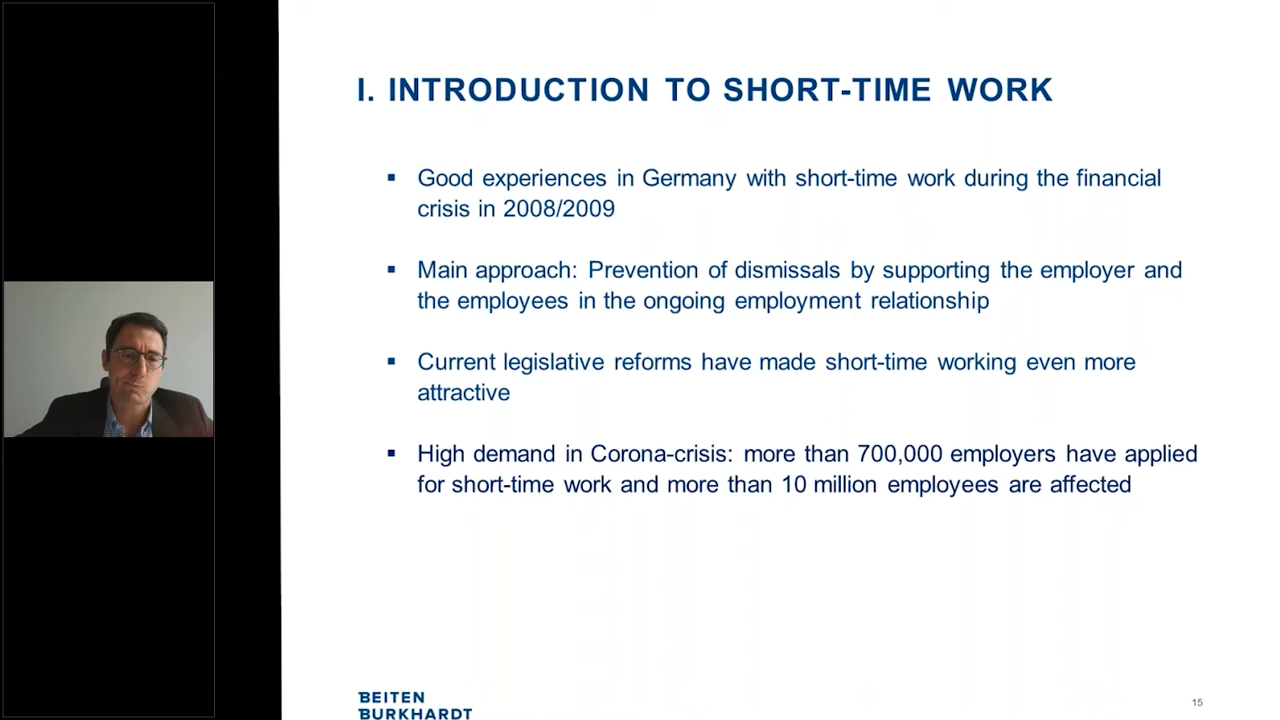 I. INTRODUCTION TO SHORT-TIME WORK
▪ Good experiences in Germany with short-time work during the financial
crisis in 2008/2009
▪ Main approach: Prevention of dismissals by supporting the employer and
the employees in the ongoing employment relationship
▪ Current legislative reforms have made short-time working even more
attractive
▪ High demand in Corona-crisis: more than 700,000 employers have applied
for short-time work and more than 10 million employees are affected
BEITEN
BURKHARDT
15